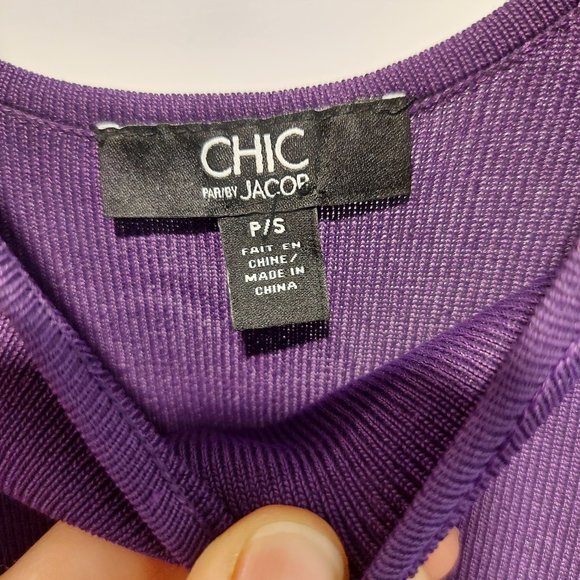 CHIC
PAR/BY JACOB
P/S
FAIT EN
CHINE/
MADE IN
CHINA